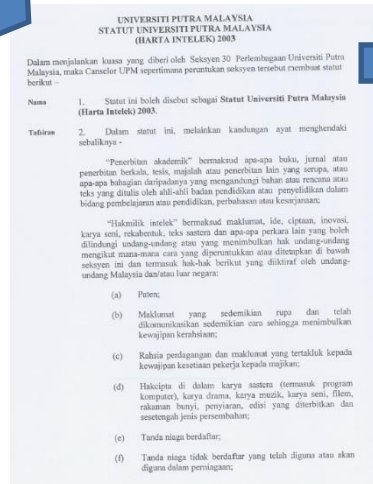 UNIVERSITI PUTRA MALAYSIA
STATUT UNIVERSITI PUTRA MALAYSIA
(HARTA INTELEK) 2003
Dalam menjalankan kuasa yang diberi oleh Seksyen 30 Perlembagaan Universiti Putra
Malaysia, maka Canselor UPM sepertimana peruntukan seksyen tersebut membuat statut
berikut –
Nama 1. Statut ini boleh disebut sebagai Statut Universiti Putra Malaysia
(Harta Intelek) 2003.
Tafsiran 2. Dalam statut ini, melainkan kandungan ayat menghendaki
sebaliknya -
"Penerbitan akademik" bermaksud apa-apa buku, jurnal atau
penerbitan berkala, tesis, majalah atau penerbitan lain yang serupa, atau
apa-apa bahagian daripadanya yang mengandungi bahan atau rencana atau
teks yang ditulis oleh ahli-ahli badan pendidikan atau penyelidikan dalam
bidang pembelajaran atau pendidikan, perbahasan atau kesarjanaan;
"Hakmilik intelek" bermaksud maklumat, ide, ciptaan, inovasi,
karya seni, rekabentuk, teks sastera dan apa-apa perkara lain yang boleh
dilindungi undang-undang atau yang menimbulkan hak undang-undang
mengikut mana-mana cara yang diperuntukkan atau ditetapkan di bawah
seksyen ini dan termasuk hak-hak berikut yang diiktiraf oleh undang-
undang Malaysia dan/atau luar negara:
(a) Paten;
(b) Maklumat yang sedemikian rupa dan telah
dikomunikasikan sedemikian cara sehingga menimbulkan
kewajipan kerahsiaan;
(c) Rahsia perdagangan dan maklumat yang tertakluk kepada
kewajipan kesetiaan pekerja kepada majikan;
(d) Hakcipta di dalam karya sastera (termasuk program
komputer), karya drama, karya muzik, karya seni, filem,
rakaman bunyi, penyiaran, edisi yang diterbitkan dan
sesetengah jenis persembahan;
(e) Tanda niaga berdaftar;
(f) Tanda niaga tidak berdaftar yang telah diguna atau akan
diguna dalam perniagaan;